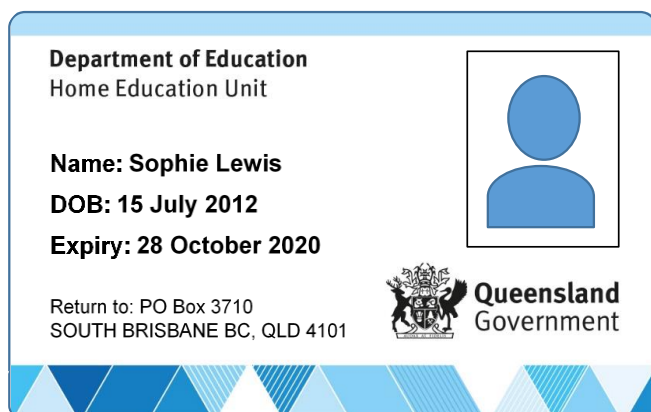 Department of Education
Home Education Unit
Name: Sophie Lewis
DOB: 15 July 2012
Expiry: 28 October 2020
Return to: PO Box 3710
SOUTH BRISBANE BC, QLD 4101
Queensland
Government